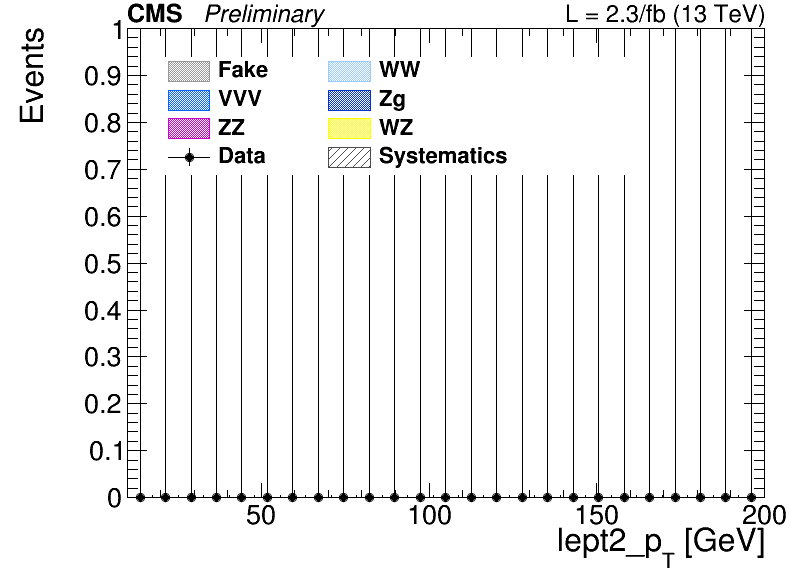 CMS Preliminary L = 2.3/fb (13 TeV)
Events
1
0.9
0.8
0.7
0.6
0.5
0.4
0.3
0.2
0.1
0
Fake WW
VVV Zg
ZZ WZ
Data Systematics
50 100 150 200
lept2_p_T [GeV]